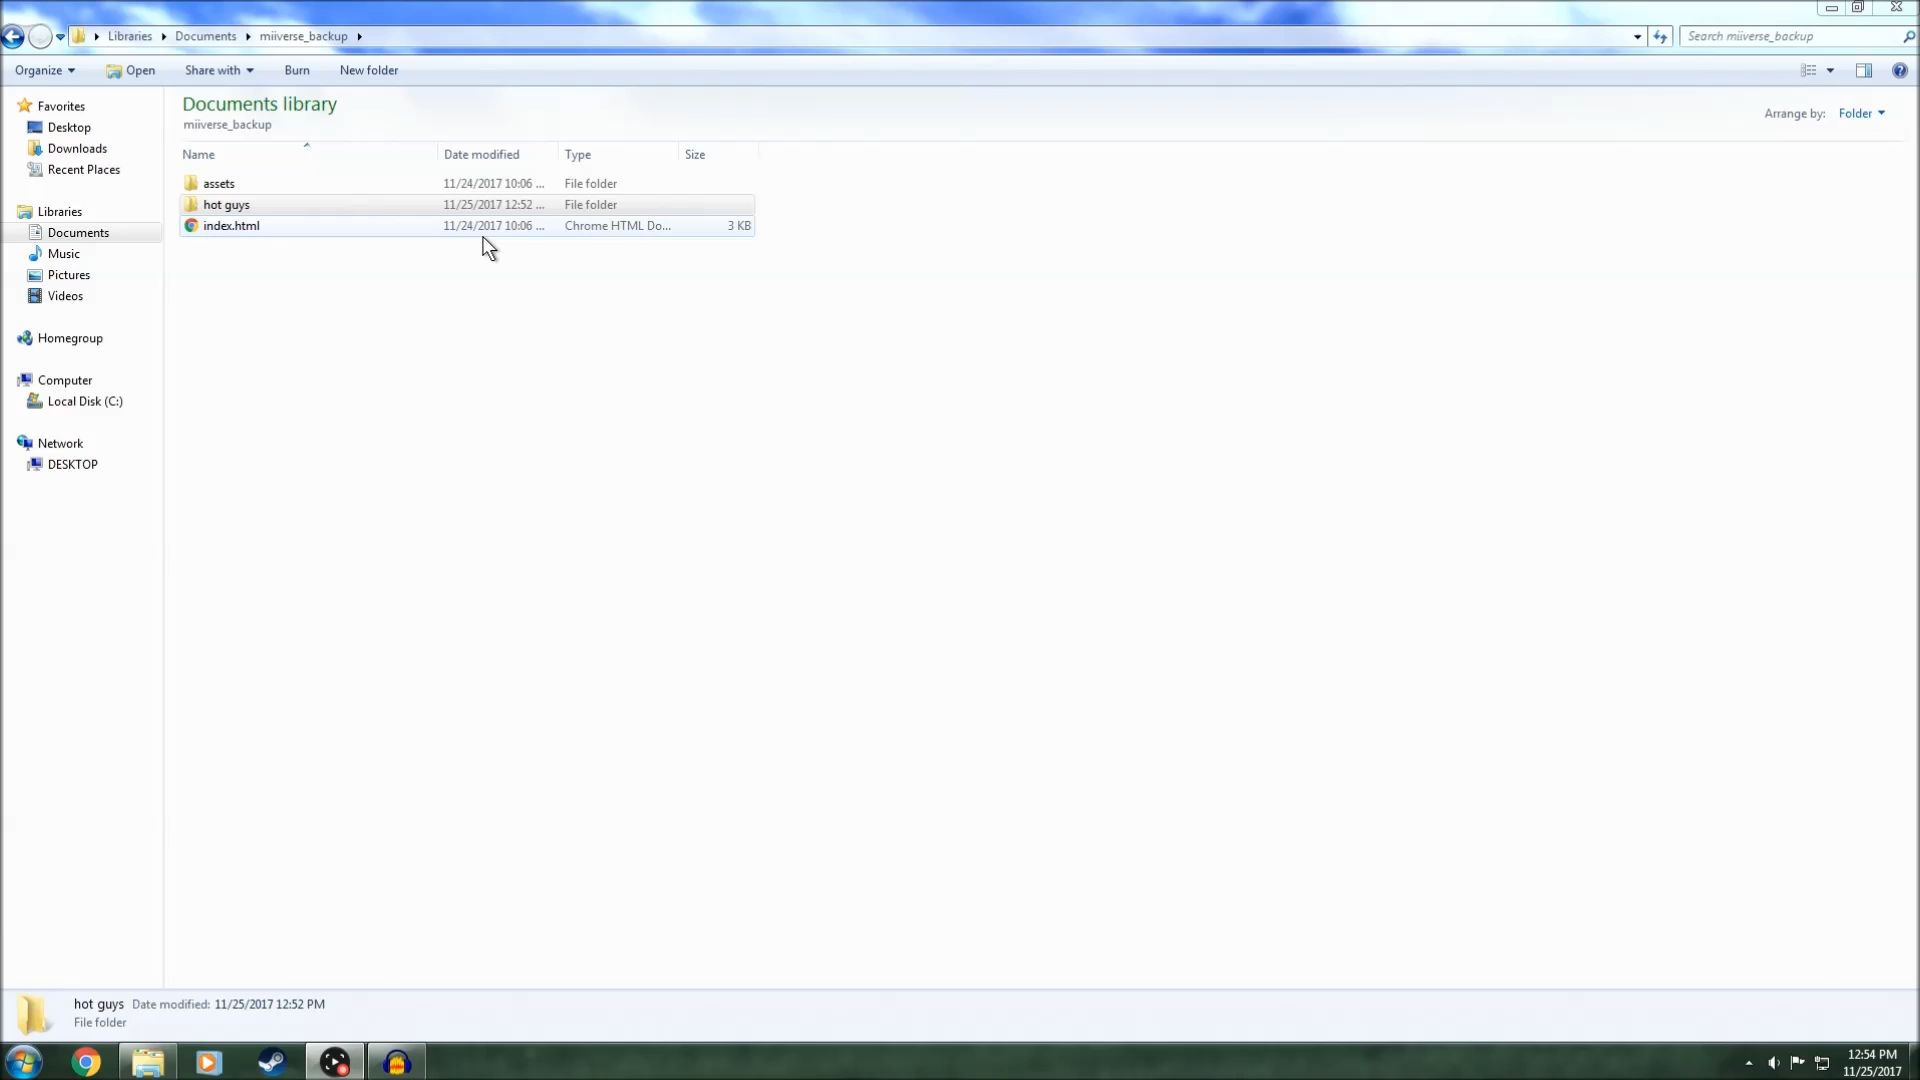 Libraries Documents miiverse_backup
Search miiverse_backup
Organize Open Share with Burn New folder
Favorites
Desktop
Downloads
Recent Places
Libraries
Documents
Music
Pictures
Videos
Homegroup
Computer
Local Disk (C:)
Network
DESKTOP
Documents library
miiverse_backup
Arrange by: Folder
Name Date modified Type Size
assets 11/24/2017 10:06 ... File folder
hot guys 11/25/2017 12:52 ... File folder
index.html 11/24/2017 10:06 ... Chrome HTML Do... 3 KB
hot guys Date modified: 11/25/2017 12:52 PM
File folder
12:54 PM
11/25/2017